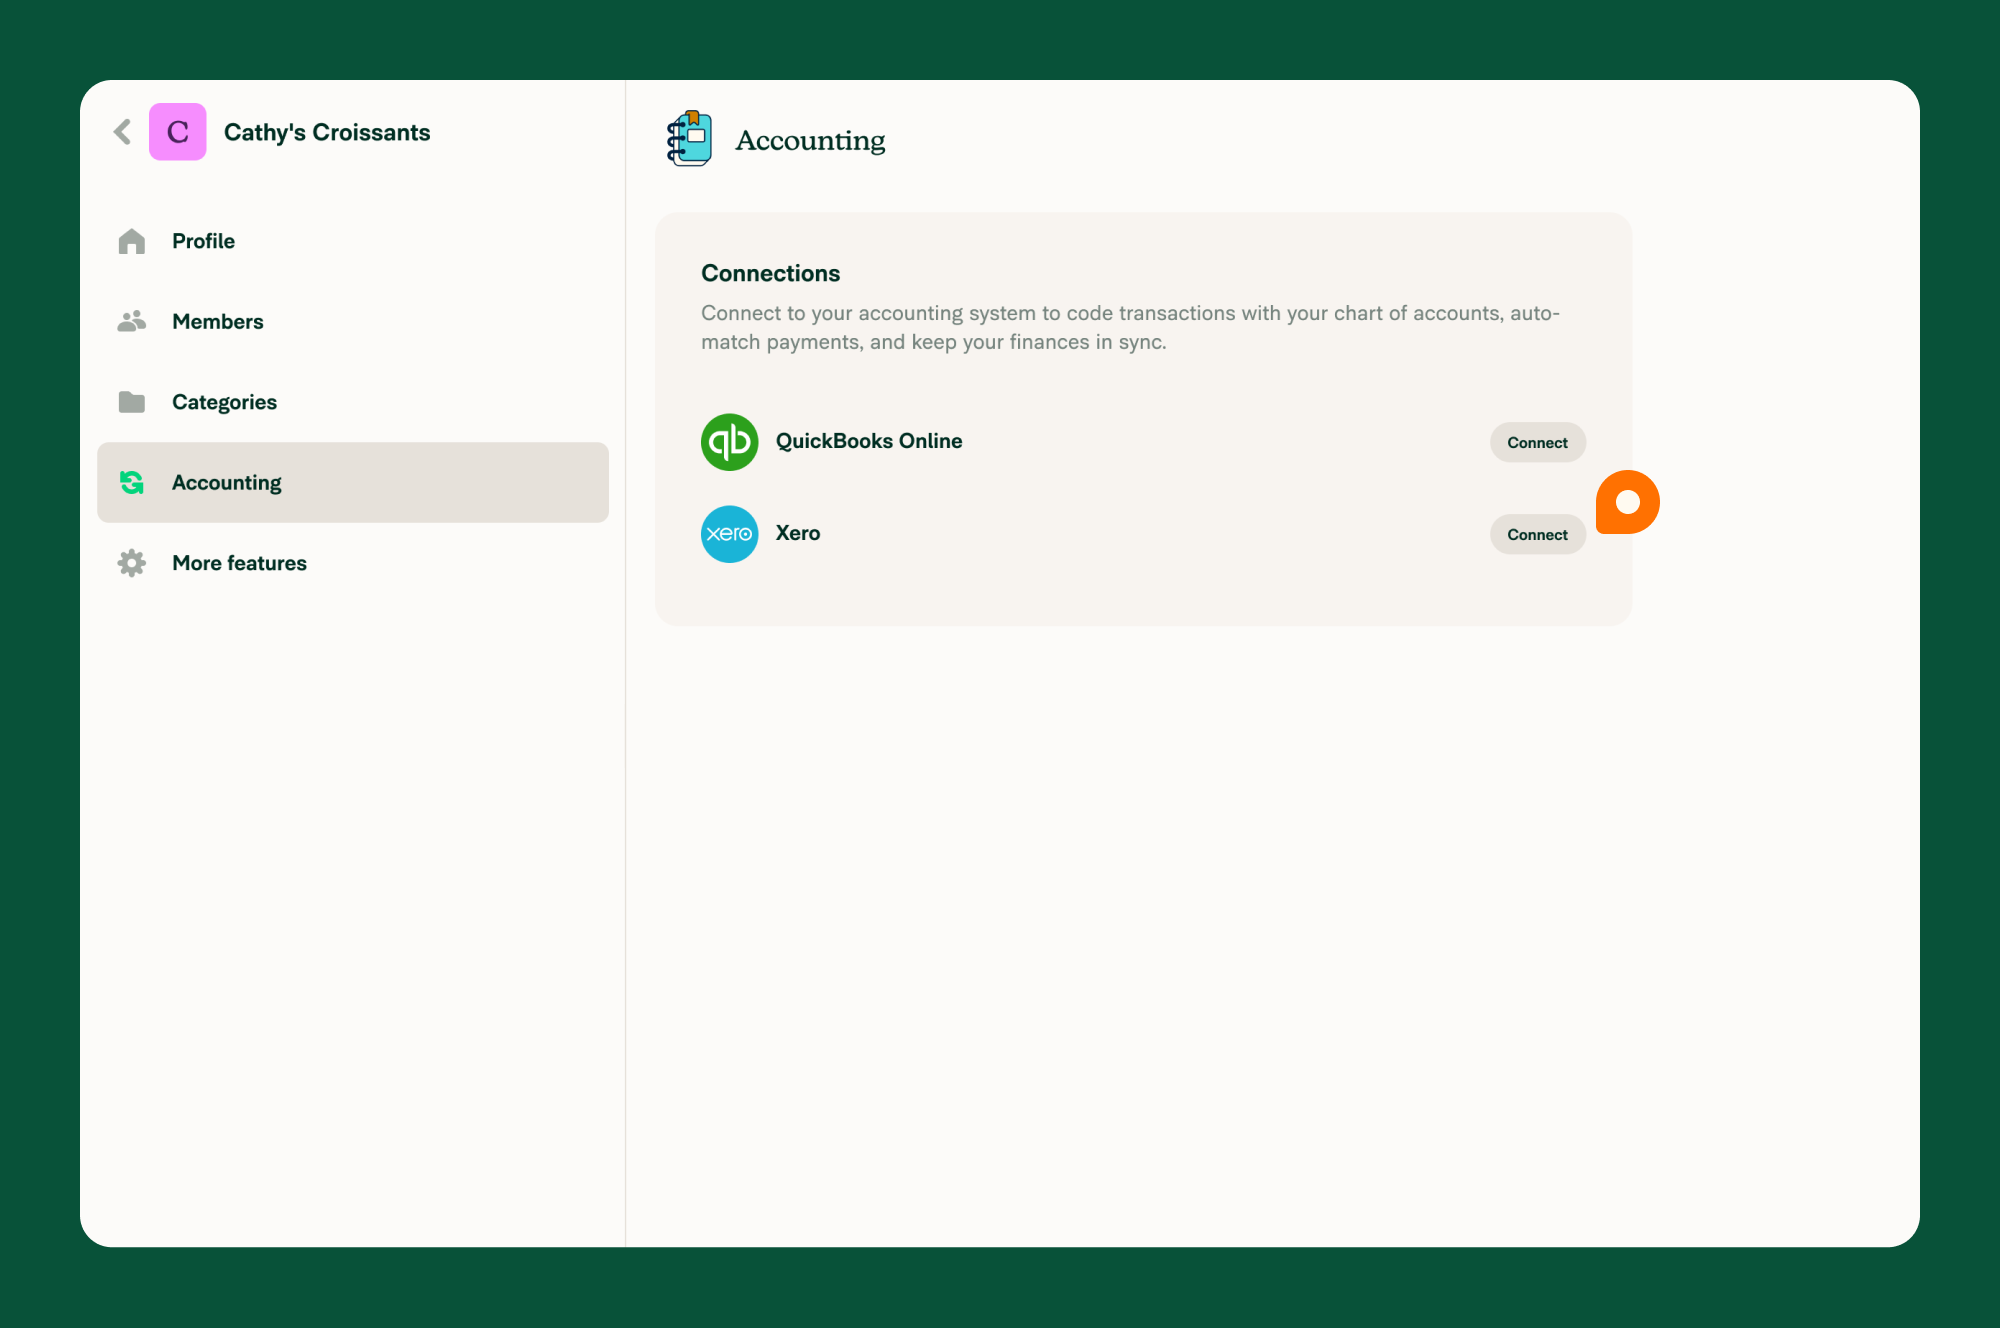 C
Cathy's Croissants
Profile
Members
Categories
Accounting
More features
Accounting
Connections
Connect to your accounting system to code transactions with your chart of accounts, auto-
match payments, and keep your finances in sync.
qb
QuickBooks Online
Connect
xero
Xero
Connect